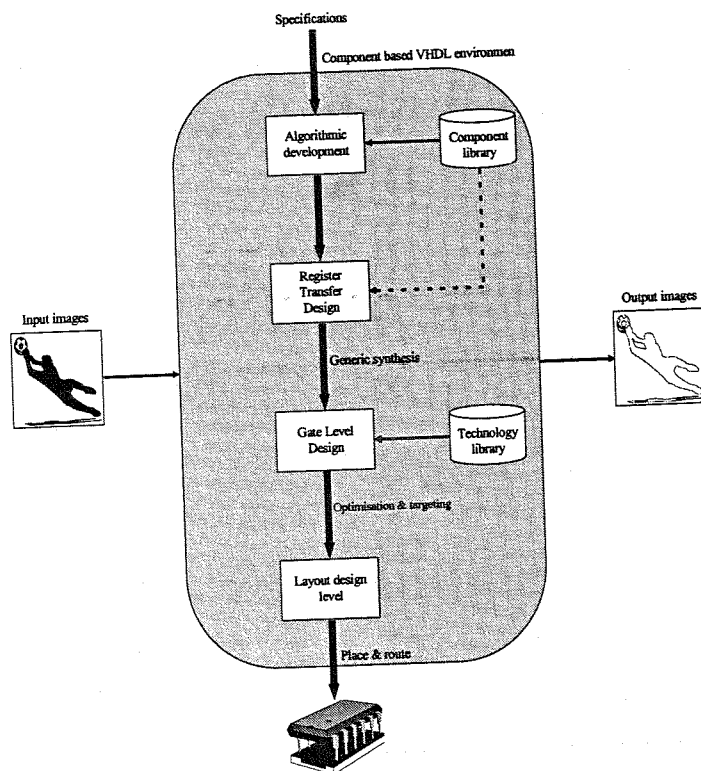 Specifications
Component based VHDL environmen
Algorithmic
development
Component
library
Register
Transfer
Design
Input images
Output images
Generic synthesis
Gate Level
Design
Technology
library
Optimisation & targeting
Layout design
level
Place & route